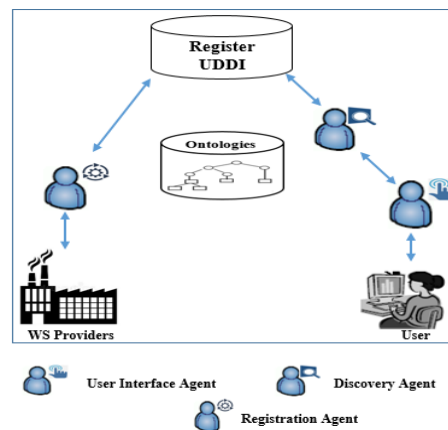 Register
UDDI
Ontologies
WS Providers
User
User Interface Agent
Discovery Agent
Registration Agent